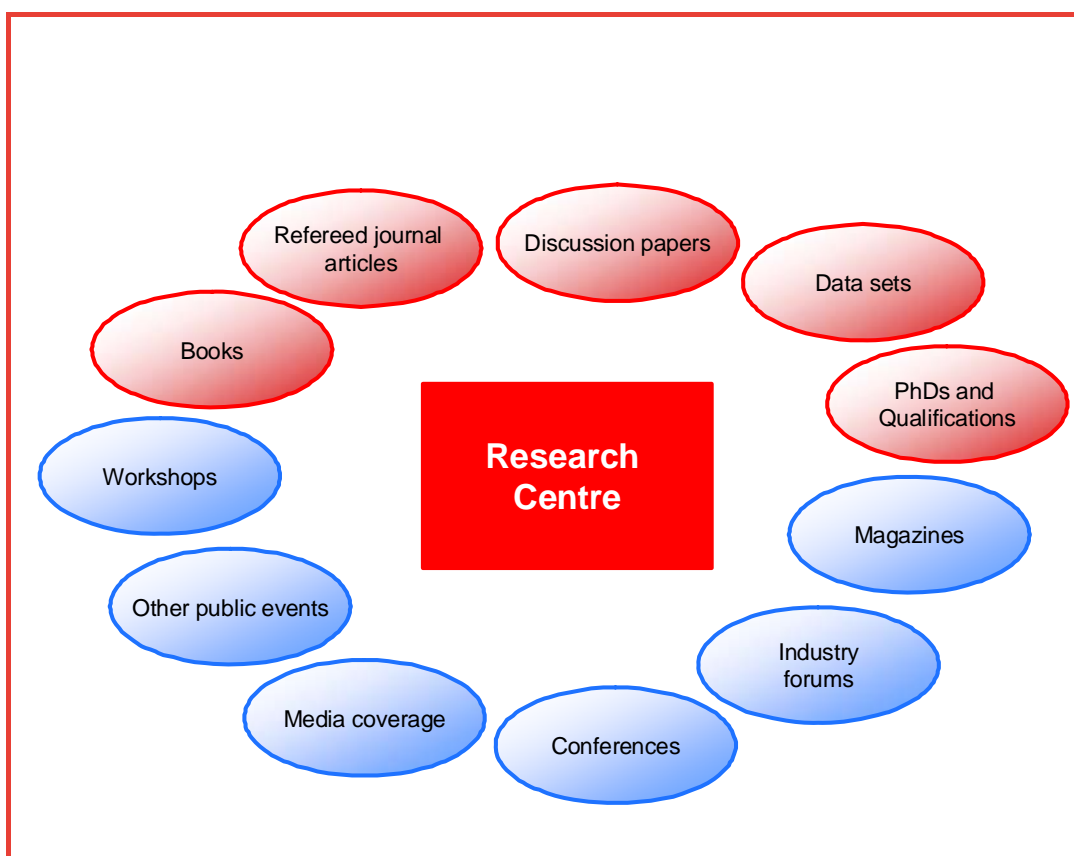 Refereed journal
articles
Discussion papers
Data sets
Books
PhDs and
Qualifications
Research
Centre
Workshops
Magazines
Other public events
Industry
forums
Media coverage
Conferences